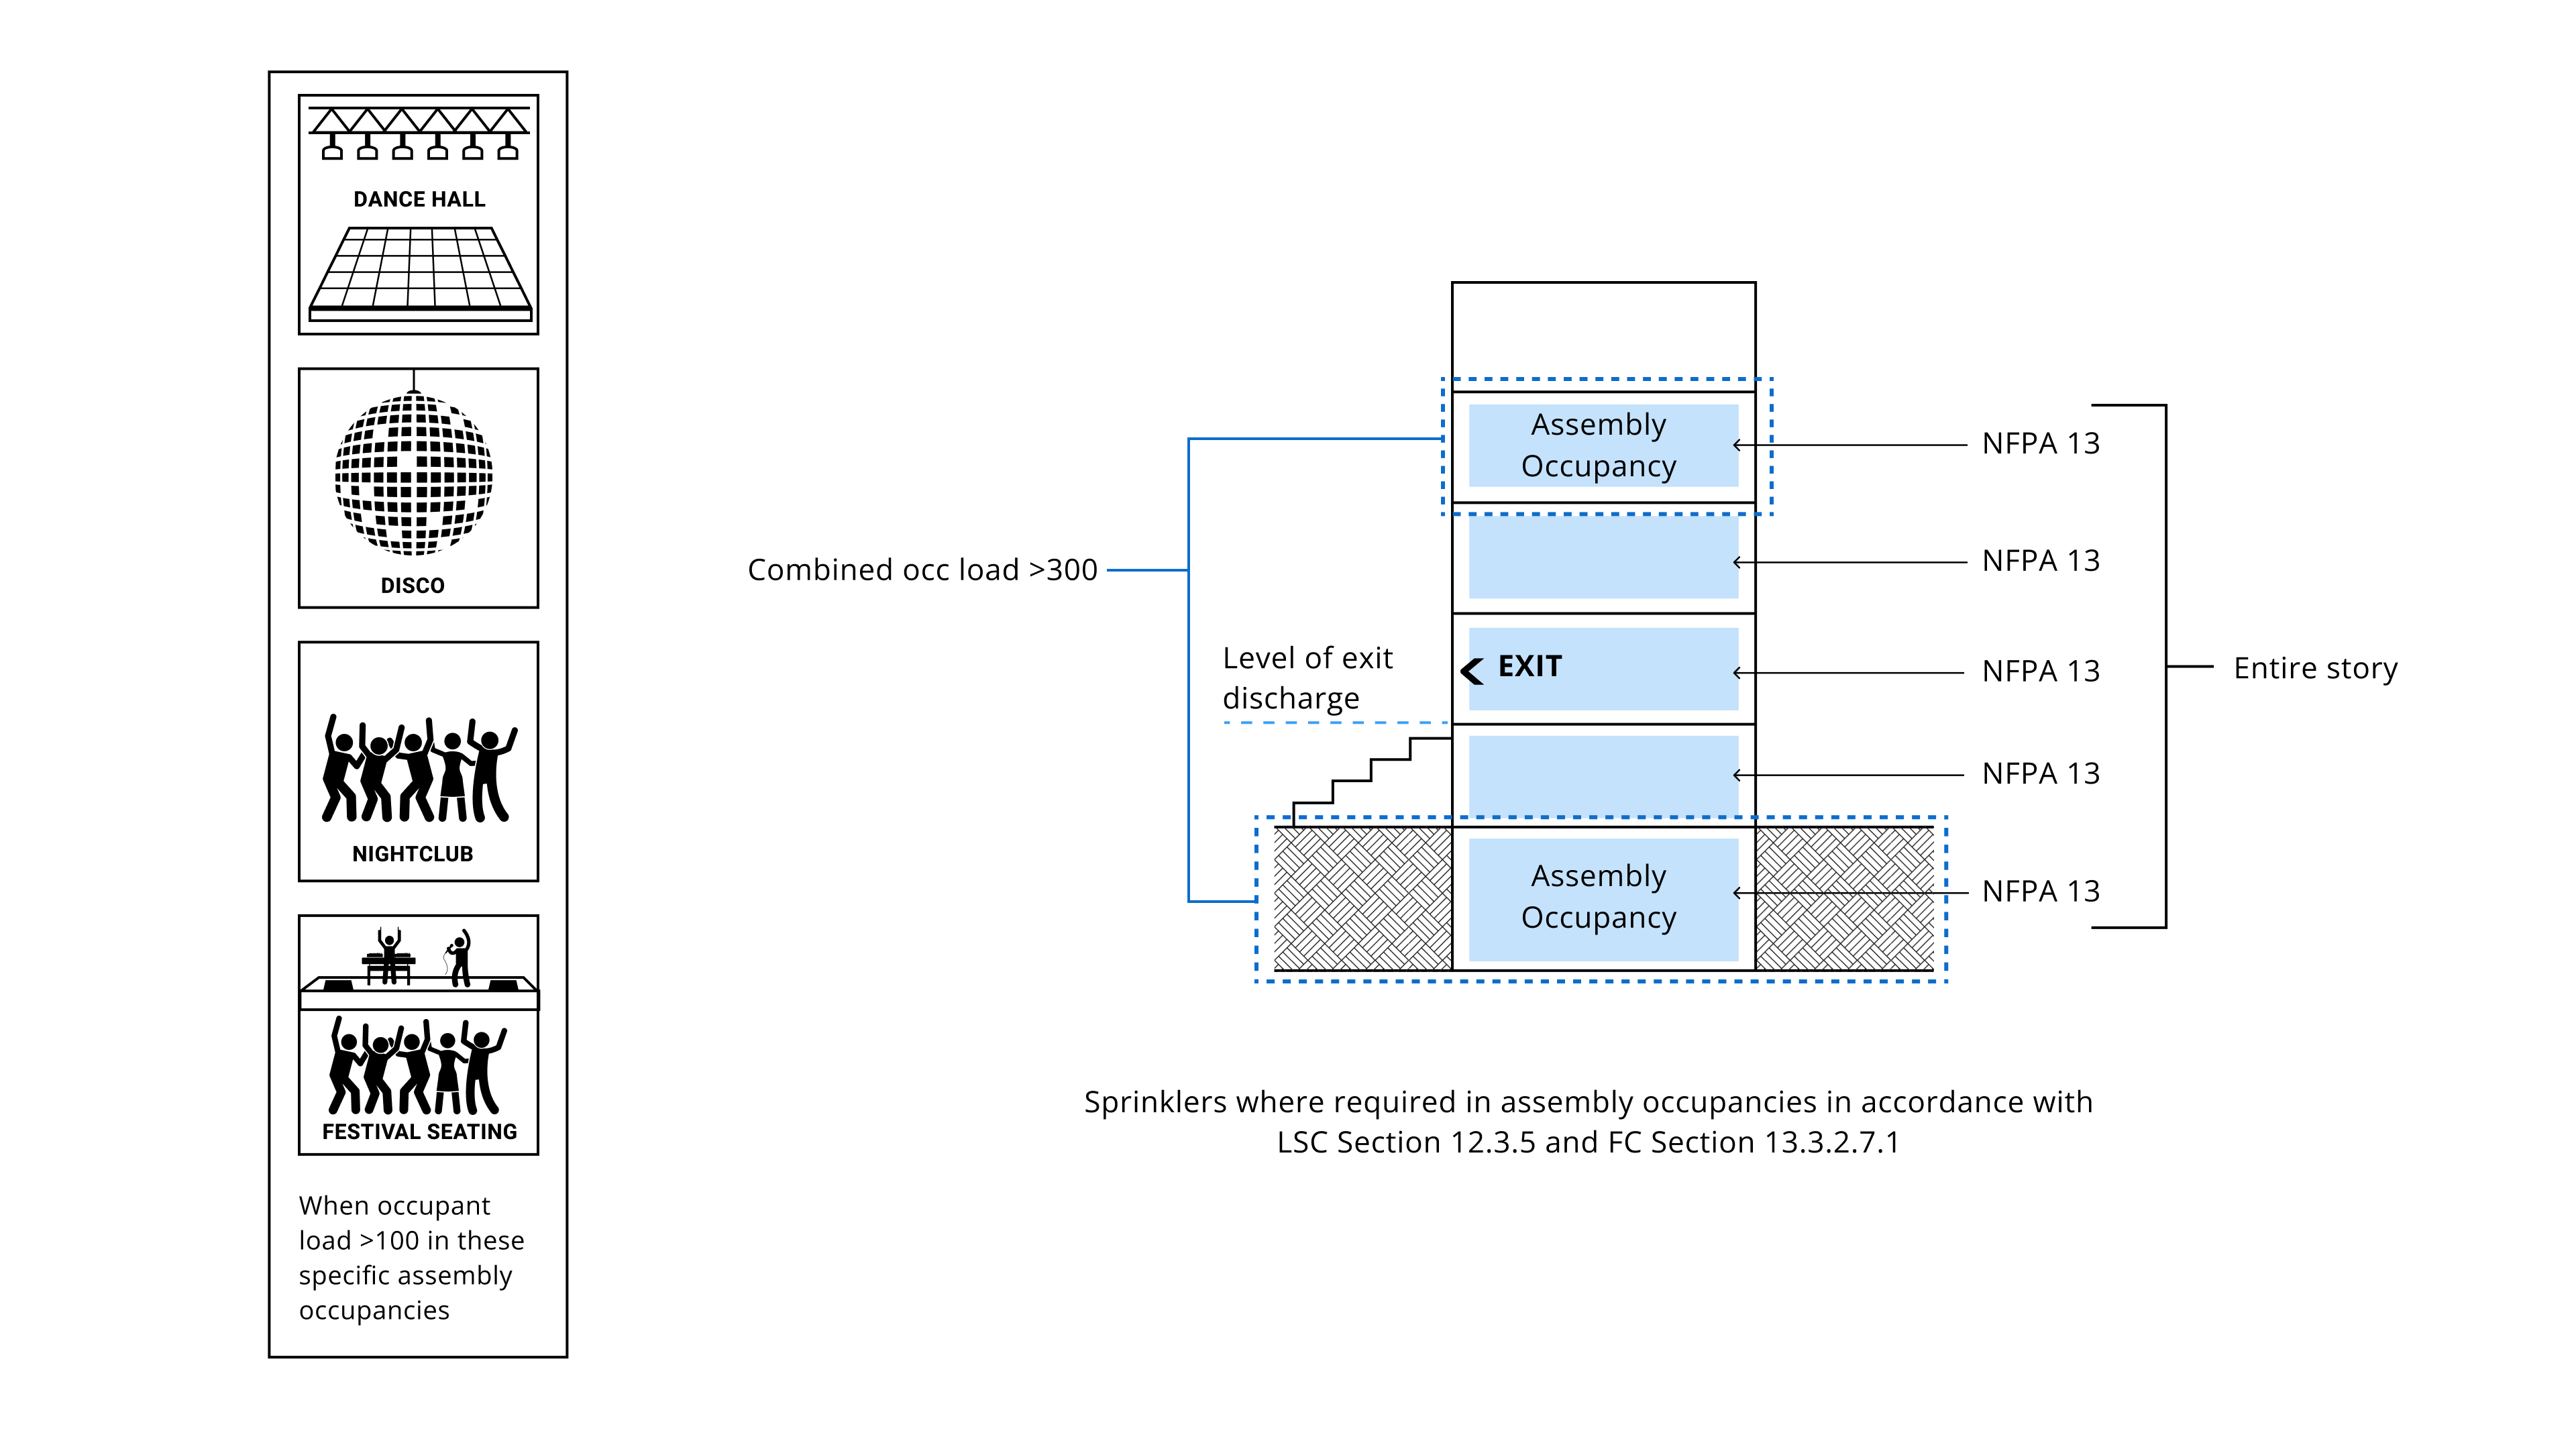 DANCE HALL
DISCO
NIGHTCLUB
FESTIVAL SEATING
When occupant
load >100 in these
specific assembly
occupancies
Combined occ load >300
Level of exit
discharge
Assembly
Occupancy
EXIT
Assembly
Occupancy
NFPA 13
NFPA 13
NFPA 13
NFPA 13
NFPA 13
Entire story
Sprinklers where required in assembly occupancies in accordance with
LSC Section 12.3.5 and FC Section 13.3.2.7.1